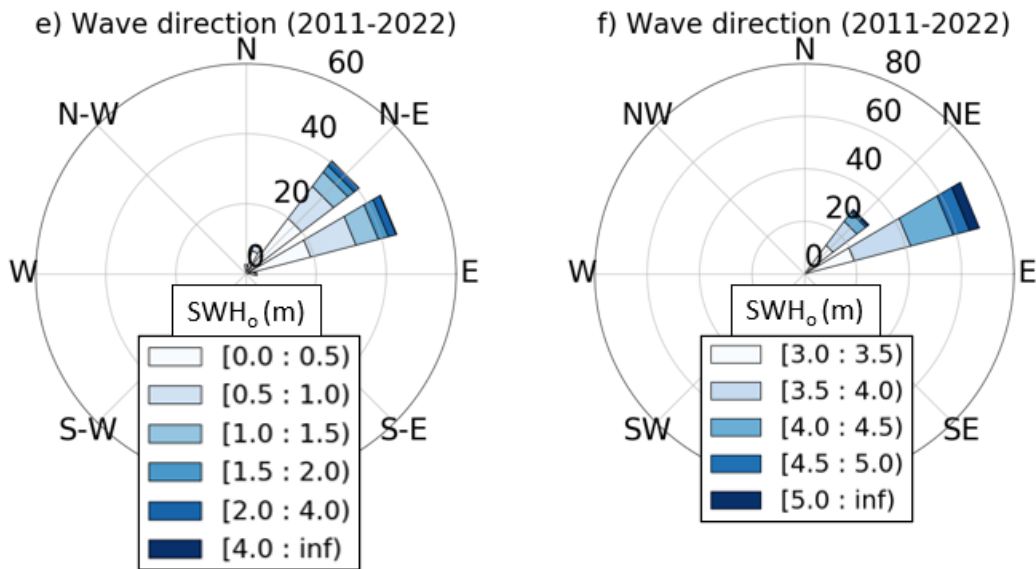 e) Wave direction (2011-2022)
N
60
N-W
N-E
40
20
0
W
E
SWHₒ (m)
[0.0 : 0.5)
[0.5 : 1.0)
[1.0 : 1.5)
[1.5 : 2.0)
[2.0 : 4.0)
[4.0 : inf)
S-W
S-E
f) Wave direction (2011-2022)
N
80
NW
NE
60
40
20
0
W
E
SWHₒ (m)
[3.0 : 3.5)
[3.5 : 4.0)
[4.0 : 4.5)
[4.5 : 5.0)
[5.0 : inf)
SW
SE